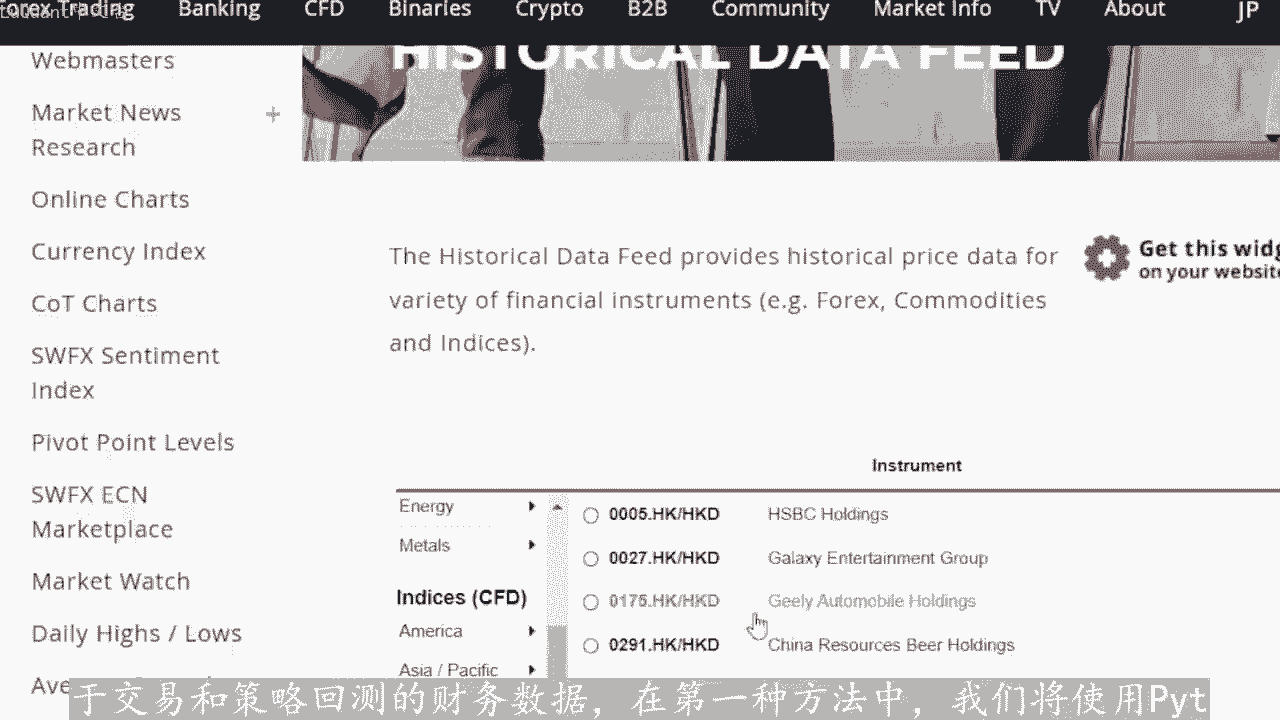 Forex Trading Banking CFD Binaries Crypto B2B Community Market Info TV About JP
HISTORICAL DATA FEED
Webmasters
Market News
Research
Online Charts
Currency Index
CoT Charts
SWFX Sentiment
Index
Pivot Point Levels
SWFX ECN
Marketplace
Market Watch
Daily Highs / Lows
The Historical Data Feed provides historical price data for
variety of financial instruments (e.g. Forex, Commodities
and Indices).
Get this widg
on your website
Instrument
Energy
Metals
Indices (CFD)
America
Asia / Pacific
0005.HK/HKD HSBC Holdings
0027.HK/HKD Galaxy Entertainment Group
0175.HK/HKD Geely Automobile Holdings
0291.HK/HKD China Resources Beer Holdings
于交易和策略回测的财务数据，在第一种方法中，我们将使用Pyt